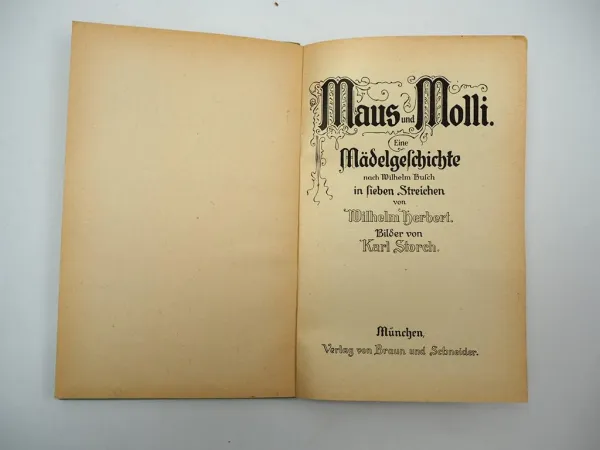 Maus und Molli.
Eine
Mädelgeſchichte
nach Wilhelm Buſch
in ſieben Streichen
von
Wilhelm Herbert.
Bilder von
Karl Storch.
München,
Verlag von Braun und Schneider.